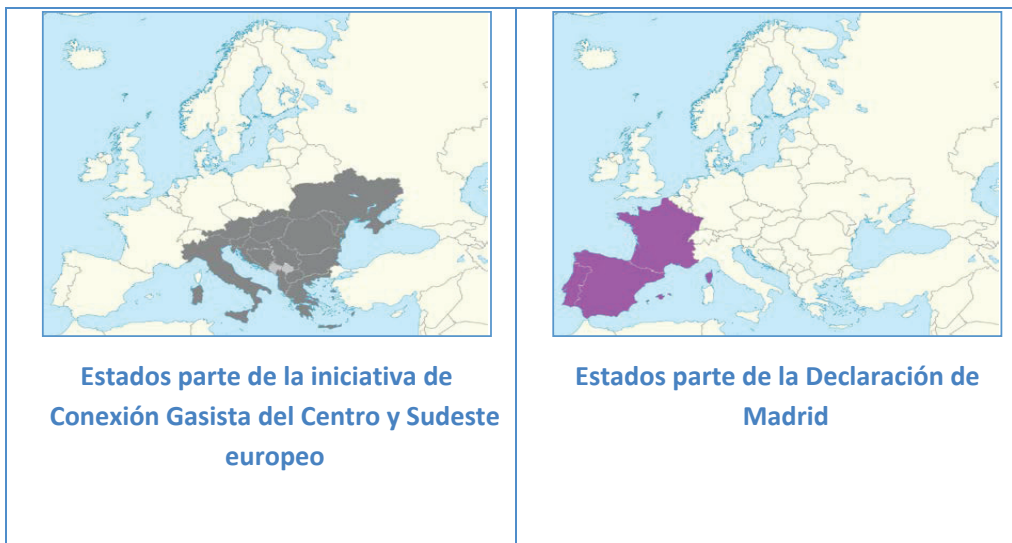 Estados parte de la iniciativa de
Conexión Gasista del Centro y Sudeste
europeo
Estados parte de la Declaración de
Madrid